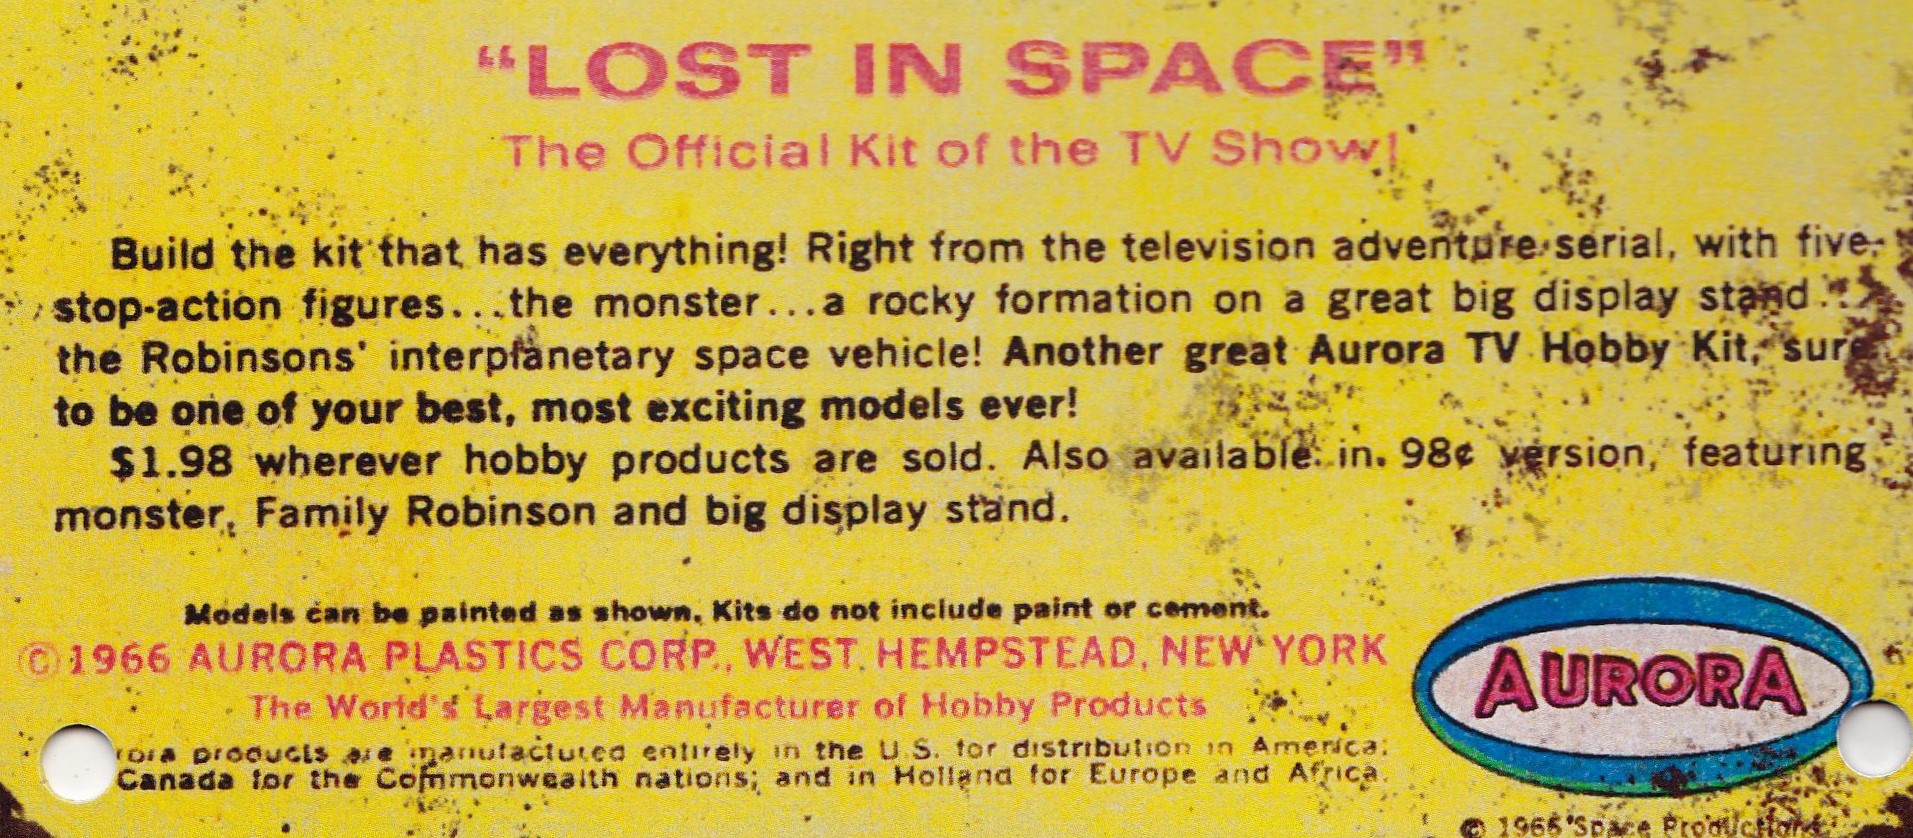 “LOST IN SPACE”
The Official Kit of the TV Show!
Build the kit that has everything! Right from the television adventure serial, with five
stop-action figures...the monster...a rocky formation on a great big display stand...
the Robinsons' interplanetary space vehicle! Another great Aurora TV Hobby Kit, sure
to be one of your best, most exciting models ever!
$1.98 wherever hobby products are sold. Also available in 98¢ version, featuring
monster, Family Robinson and big display stand.
Models can be painted as shown. Kits do not include paint or cement.
©1966 AURORA PLASTICS CORP., WEST HEMPSTEAD, NEW YORK
The World's Largest Manufacturer of Hobby Products
products are manufactured entirely in the U.S. for distribution in America;
Canada for the Commonwealth nations; and in Holland for Europe and Africa.
AURORA
© 1966 Space Productions